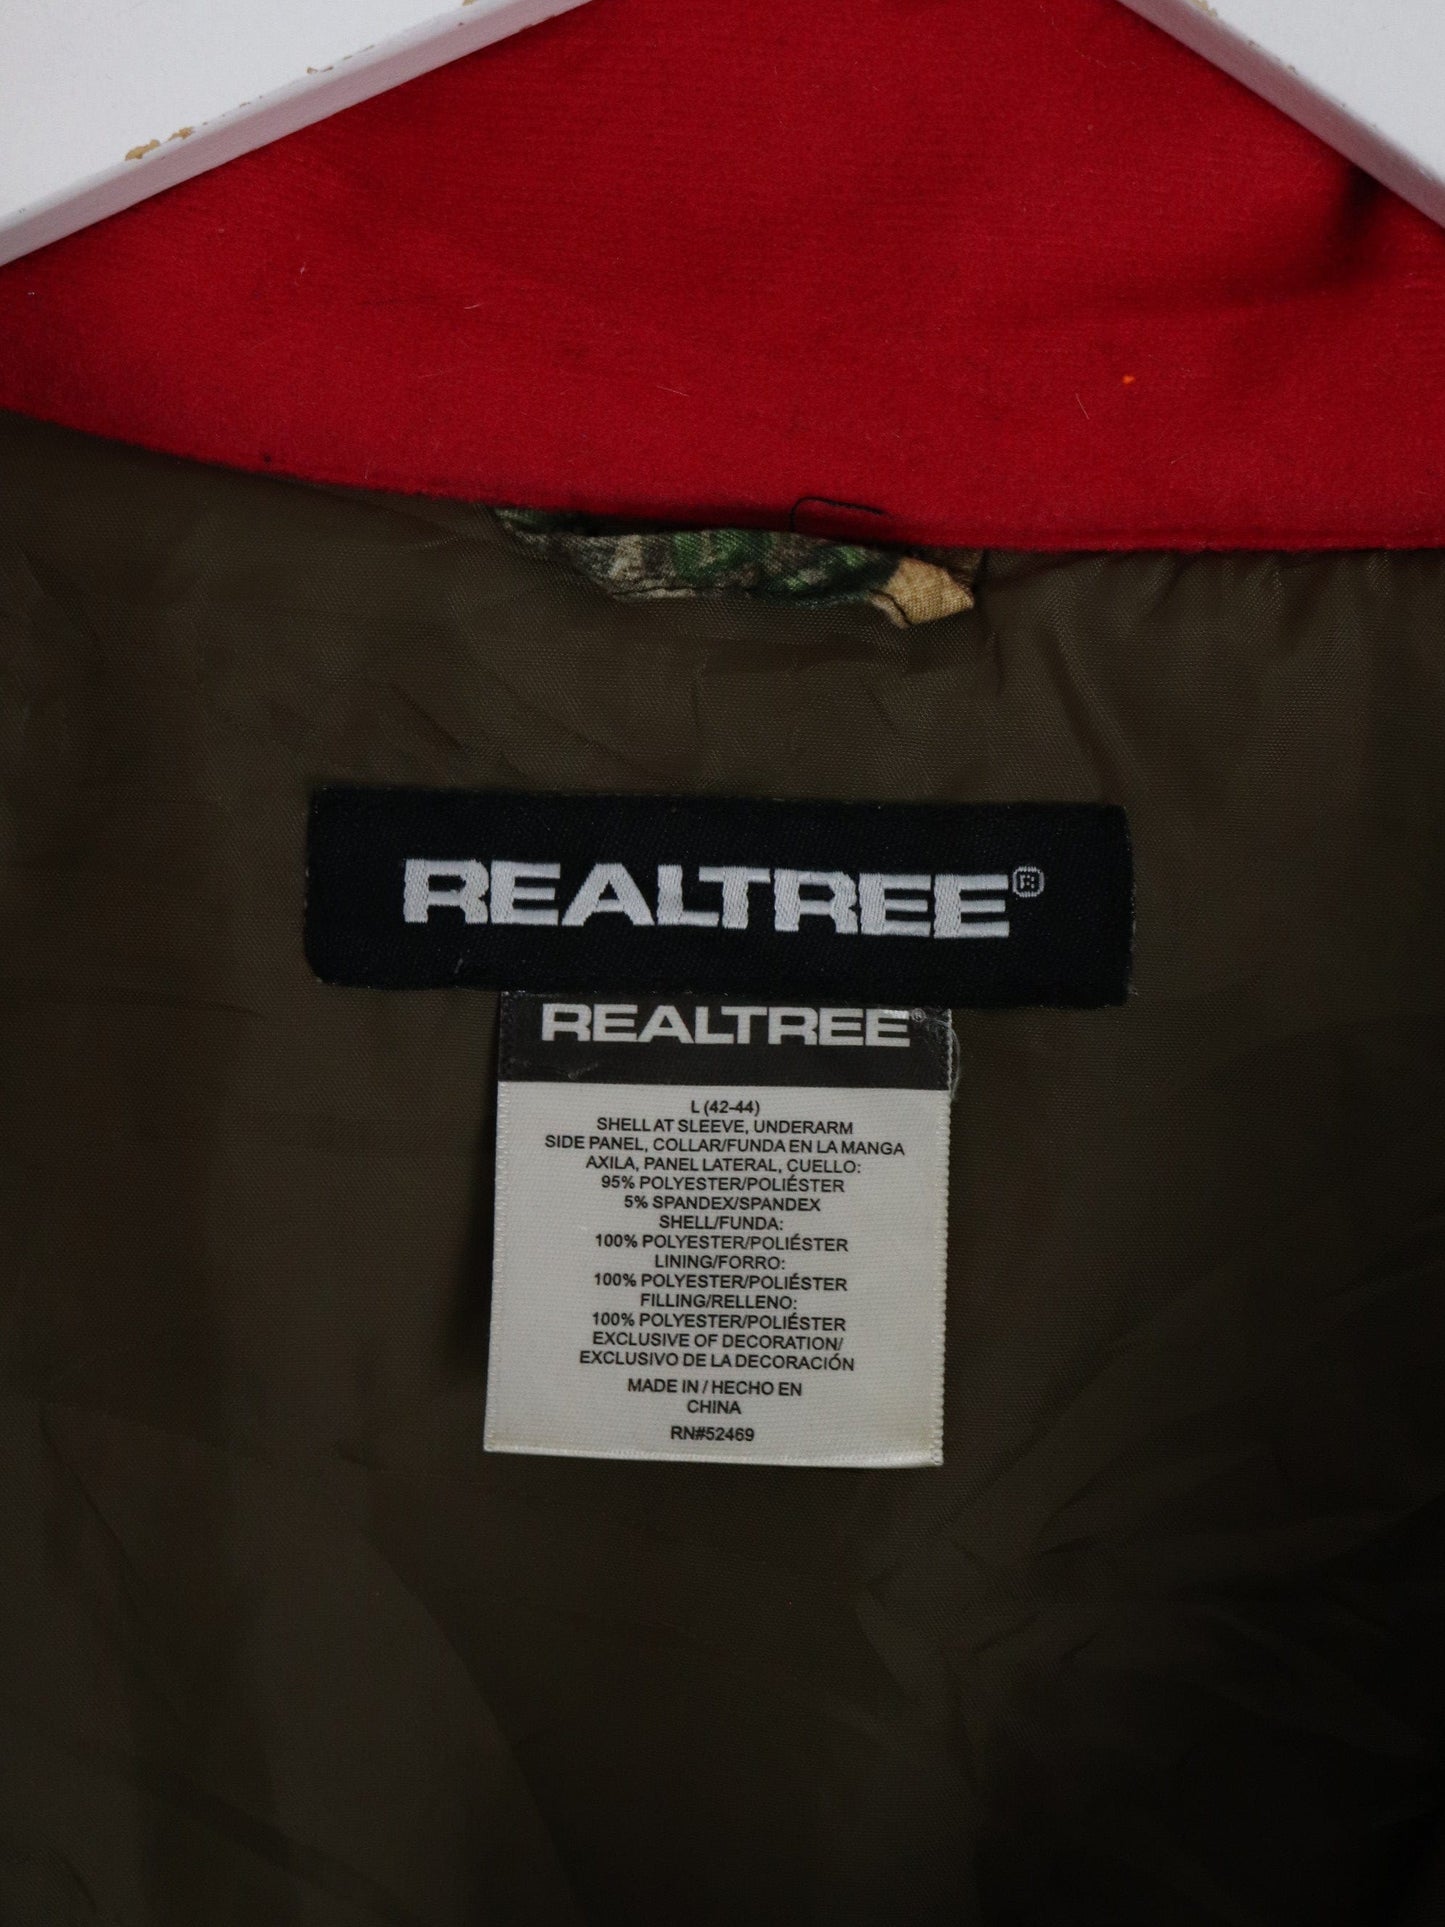 REALTREE®
REALTREE®
L (42-44)
SHELL AT SLEEVE, UNDERARM
SIDE PANEL, COLLAR/FUNDA EN LA MANGA
AXILA, PANEL LATERAL, CUELLO:
95% POLYESTER/POLIÉSTER
5% SPANDEX/SPANDEX
SHELL/FUNDA:
100% POLYESTER/POLIÉSTER
LINING/FORRO:
100% POLYESTER/POLIÉSTER
FILLING/RELLENO:
100% POLYESTER/POLIÉSTER
EXCLUSIVE OF DECORATION/
EXCLUSIVO DE LA DECORACIÓN
MADE IN / HECHO EN
CHINA
RN#52469